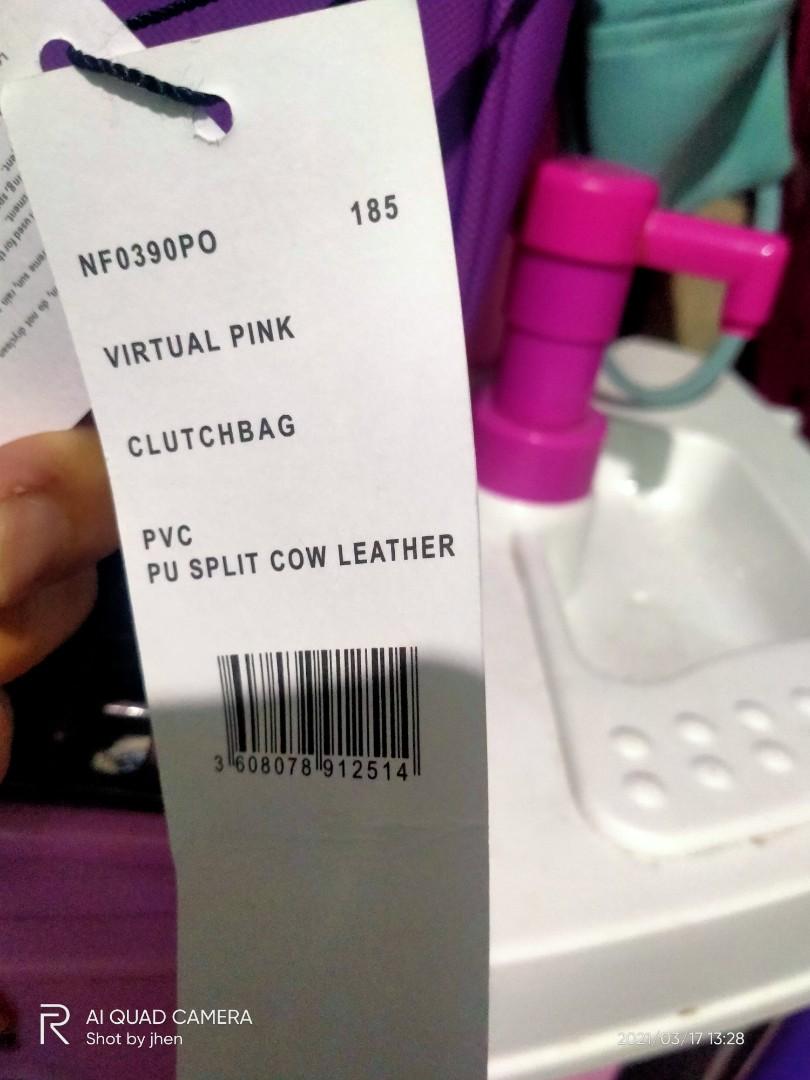 185
NF0390PO
VIRTUAL PINK
CLUTCHBAG
PVC
PU SPLIT COW LEATHER
3 608078 912514
AI QUAD CAMERA
Shot by jhen
2021/03/17 13:28